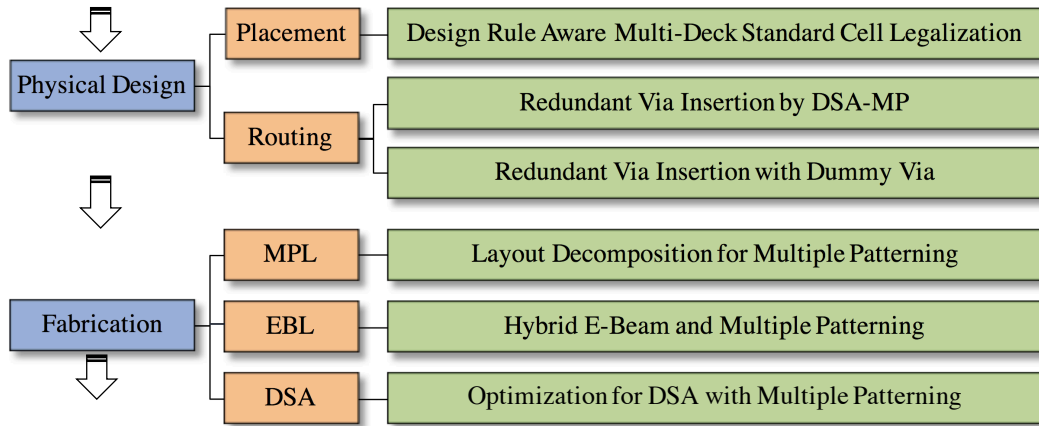 Placement
Design Rule Aware Multi-Deck Standard Cell Legalization
Physical Design
Redundant Via Insertion by DSA-MP
Routing
Redundant Via Insertion with Dummy Via
MPL
Layout Decomposition for Multiple Patterning
Fabrication
EBL
Hybrid E-Beam and Multiple Patterning
DSA
Optimization for DSA with Multiple Patterning